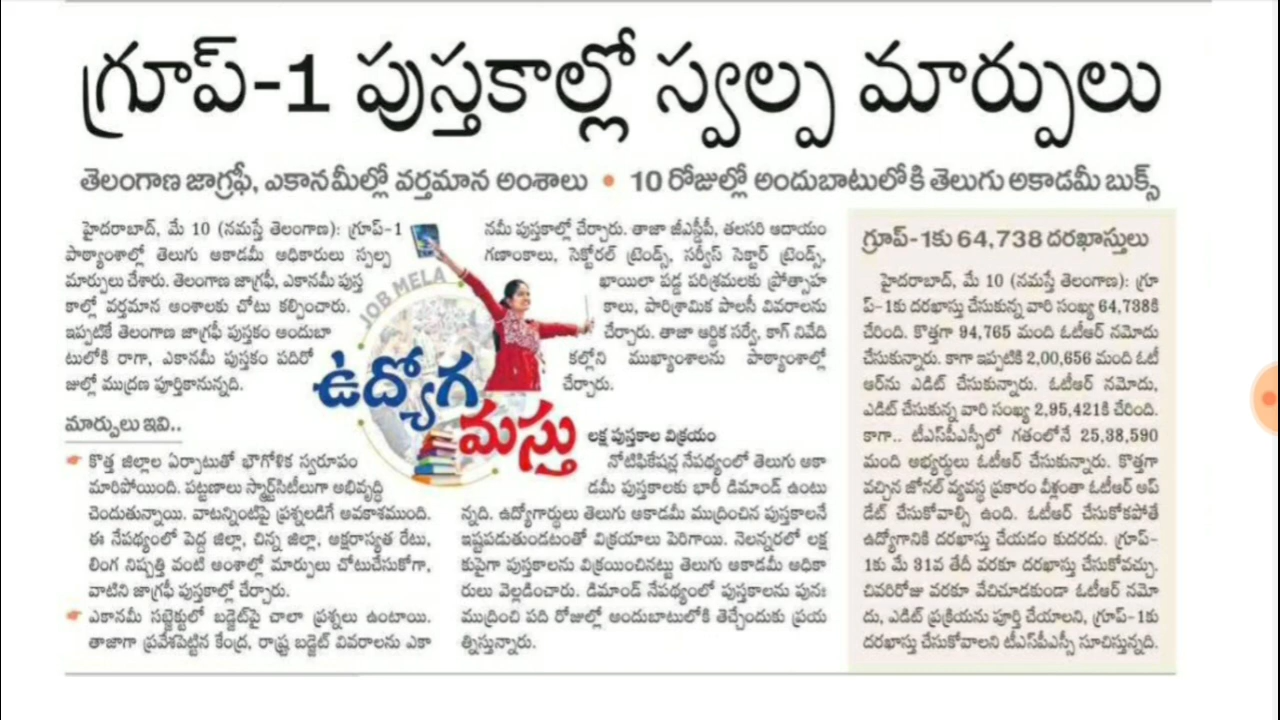 గ్రూప్-1 పుస్తకాల్లో స్వల్ప మార్పులు
తెలంగాణ జాగ్రఫీ, ఎకానమీల్లో వర్తమాన అంశాలు • 10 రోజుల్లో అందుబాటులోకి తెలుగు అకాడమీ బుక్స్
హైదరాబాద్, మే 10 (నమస్తే తెలంగాణ): గ్రూప్-1
పాఠ్యాంశాల్లో తెలుగు అకాడమీ అధికారులు స్వల్ప
మార్పులు చేశారు. తెలంగాణ జాగ్రఫీ, ఎకానమీ పుస్త
కాల్లో వర్తమాన అంశాలకు చోటు కల్పించారు.
ఇప్పటికే తెలంగాణ జాగ్రఫీ పుస్తకం అందుబా
టులోకి రాగా, ఎకానమీ పుస్తకం పదిరో
జుల్లో ముద్రణ పూర్తికానున్నది.
మార్పులు ఇవి..
కొత్త జిల్లాల ఏర్పాటుతో భౌగోళిక స్వరూపం
మారిపోయింది. పట్టణాలు స్మార్ట్‌సిటీలుగా అభివృద్ధి
చెందుతున్నాయి. వాటన్నింటిపై ప్రశ్నలడిగే అవకాశముంది.
ఈ నేపథ్యంలో పెద్ద జిల్లా, చిన్న జిల్లా, అక్షరాస్యత రేటు,
లింగ నిష్పత్తి వంటి అంశాల్లో మార్పులు చోటుచేసుకోగా,
వాటిని జాగ్రఫీ పుస్తకాల్లో చేర్చారు.
ఎకానమీ సబ్జెక్టులో బడ్జెట్‌పై చాలా ప్రశ్నలు ఉంటాయి.
తాజాగా ప్రవేశపెట్టిన కేంద్ర, రాష్ట్ర బడ్జెట్ వివరాలను ఎకా
JOB MELA
ఉద్యోగ
మస్తు
నమీ పుస్తకాల్లో చేర్చారు. తాజా జీఎస్డీపీ, తలసరి ఆదాయం
గణాంకాలు, సెక్టోరల్ ట్రెండ్స్, సర్వీస్ సెక్టార్ ట్రెండ్స్,
ఖాయిలా పడ్డ పరిశ్రమలకు ప్రోత్సాహ
కాలు, పారిశ్రామిక పాలసీ వివరాలను
చేర్చారు. తాజా ఆర్థిక సర్వే, కాగ్ నివేది
కల్లోని ముఖ్యాంశాలను పాఠ్యాంశాల్లో
చేర్చారు.
లక్ష పుస్తకాల విక్రయం
నోటిఫికేషన్ల నేపథ్యంలో తెలుగు అకా
డమీ పుస్తకాలకు భారీ డిమాండ్ ఉంటు
న్నది. ఉద్యోగార్థులు తెలుగు అకాడమీ ముద్రించిన పుస్తకాలనే
ఇష్టపడుతుండటంతో విక్రయాలు పెరిగాయి. నెలన్నరలో లక్ష
కుపైగా పుస్తకాలను విక్రయించినట్టు తెలుగు అకాడమీ అధికా
రులు వెల్లడించారు. డిమాండ్ నేపథ్యంలో పుస్తకాలను పునః
ముద్రించి పది రోజుల్లో అందుబాటులోకి తెచ్చేందుకు ప్రయ
త్నిస్తున్నారు.
గ్రూప్-1కు 64,738 దరఖాస్తులు
హైదరాబాద్, మే 10 (నమస్తే తెలంగాణ): గ్రూ
ప్-1కు దరఖాస్తు చేసుకున్న వారి సంఖ్య 64,738కి
చేరింది. కొత్తగా 94,765 మంది ఓటీఆర్ నమోదు
చేసుకున్నారు. కాగా ఇప్పటికి 2,00,656 మంది ఓటీ
ఆర్‌ను ఎడిట్ చేసుకున్నారు. ఓటీఆర్ నమోదు,
ఎడిట్ చేసుకున్న వారి సంఖ్య 2,95,421కి చేరింది.
కాగా.. టీఎస్‌పీఎస్సీలో గతంలోనే 25,38,590
మంది అభ్యర్థులు ఓటీఆర్ చేసుకున్నారు. కొత్తగా
వచ్చిన జోనల్ వ్యవస్థ ప్రకారం వీళ్లంతా ఓటీఆర్ అప్
డేట్ చేసుకోవాల్సి ఉంది. ఓటీఆర్ చేసుకోకపోతే
ఉద్యోగానికి దరఖాస్తు చేయడం కుదరదు. గ్రూప్-
1కు మే 31వ తేదీ వరకూ దరఖాస్తు చేసుకోవచ్చు.
చివరిరోజు వరకూ వేచిచూడకుండా ఓటీఆర్ నమో
దు, ఎడిట్ ప్రక్రియను పూర్తి చేయాలని, గ్రూప్-1కు
దరఖాస్తు చేసుకోవాలని టీఎస్‌పీఎస్సీ సూచిస్తున్నది.